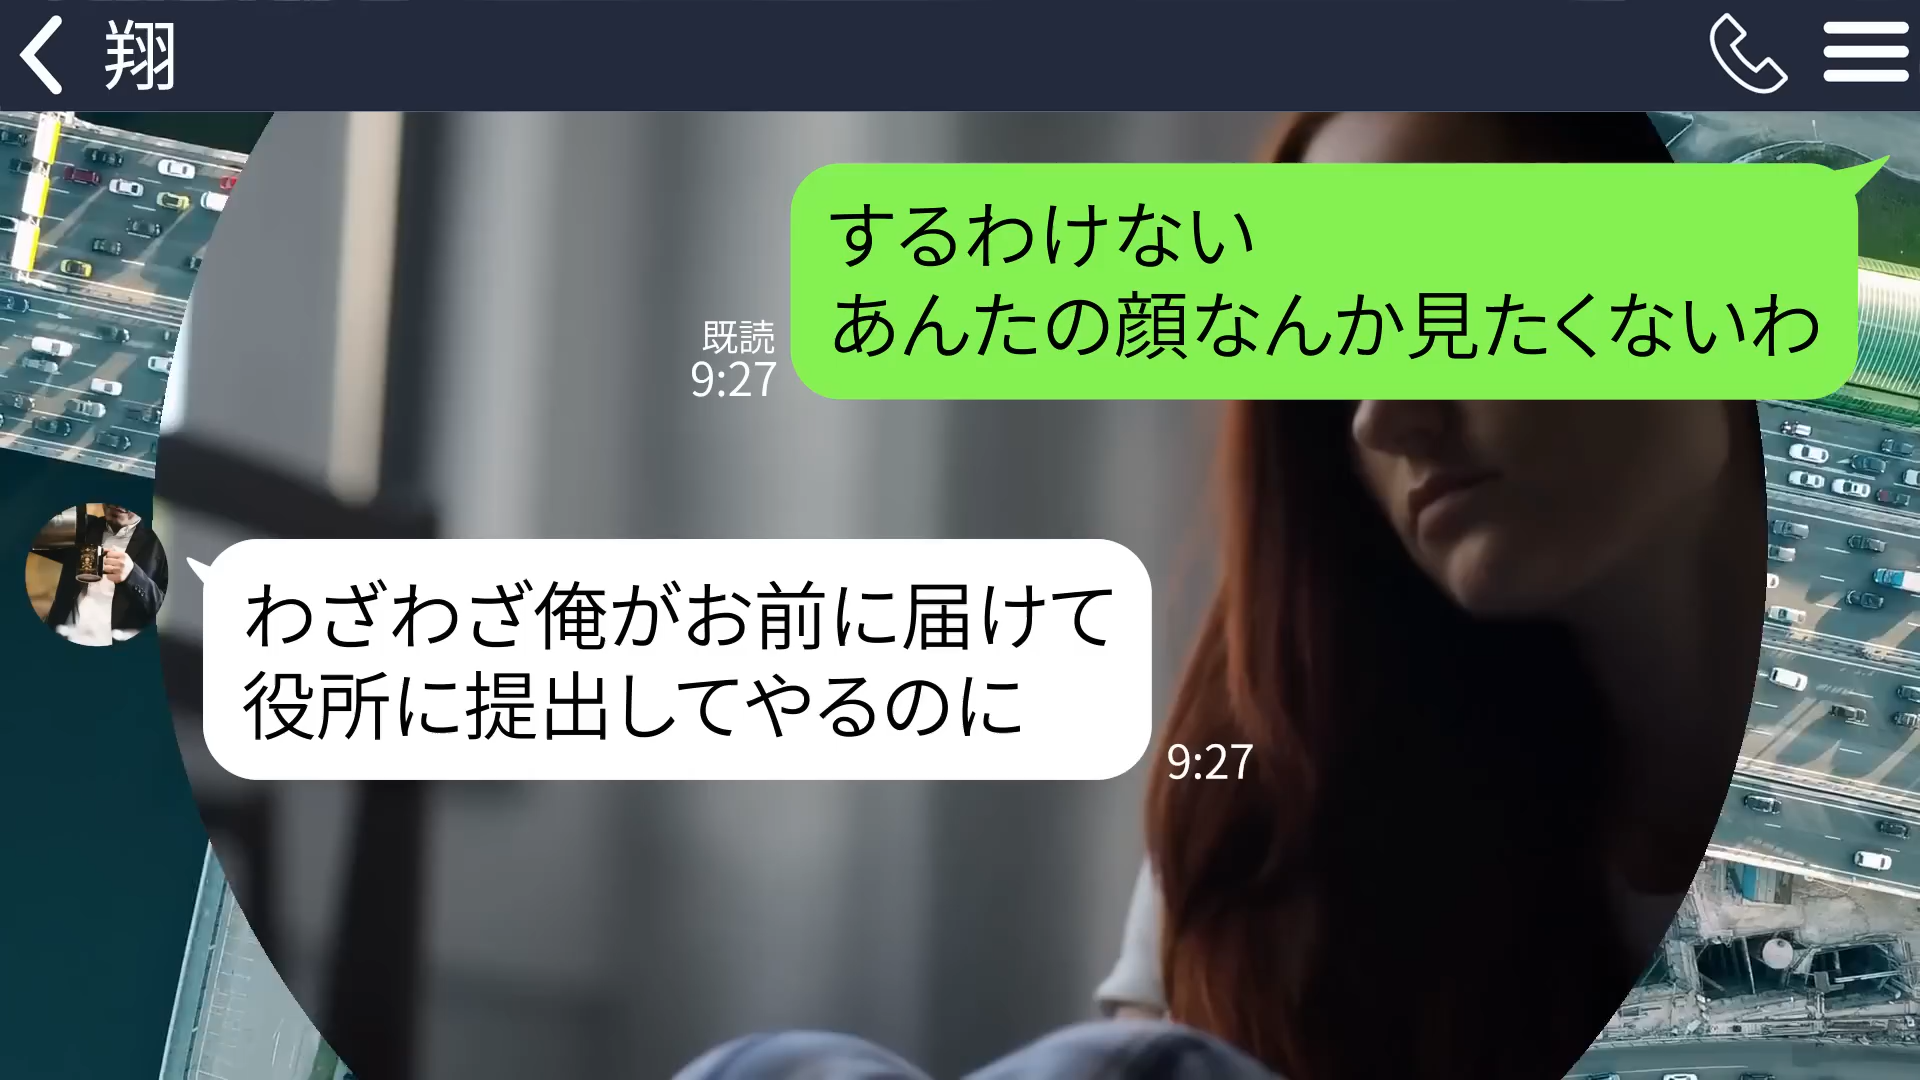 翔
するわけない
あんたの顔なんか見たくないわ
既読
9:27
わざわざ俺がお前に届けて
役所に提出してやるのに
9:27